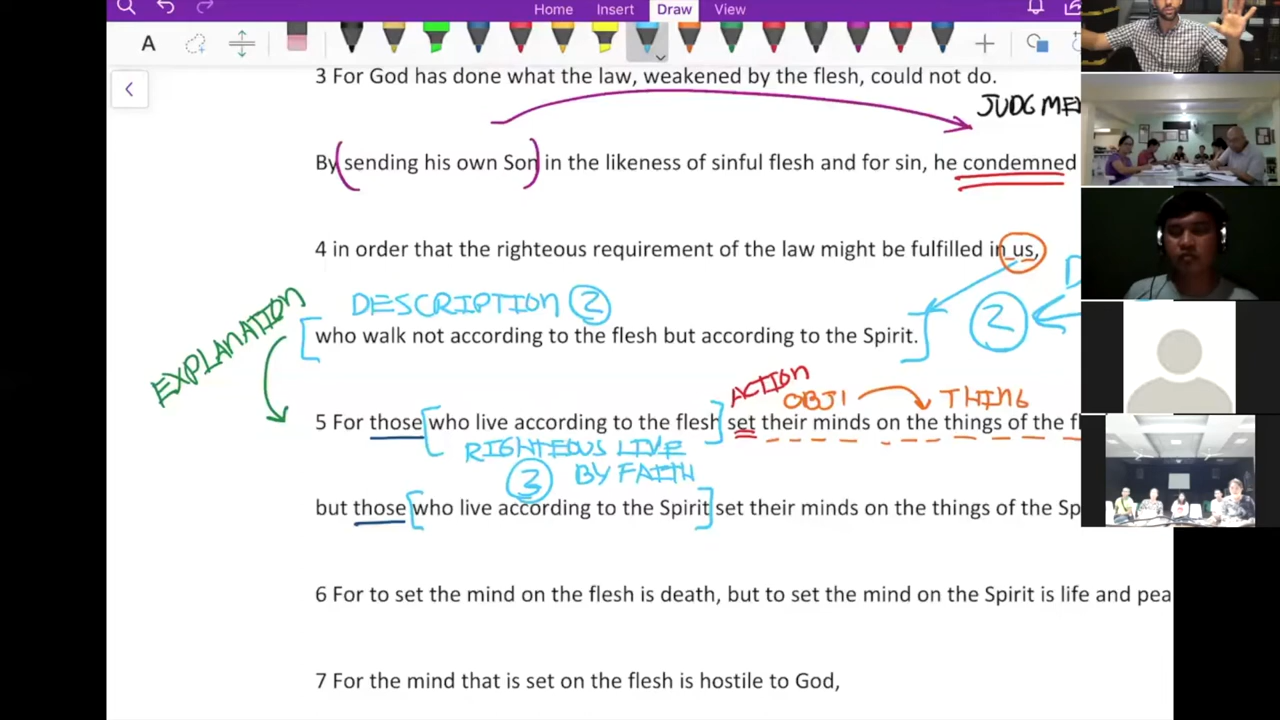 Home Insert Draw View
A
3 For God has done what the law, weakened by the flesh, could not do.
JUDGME
By (sending his own Son) in the likeness of sinful flesh and for sin, he condemned
4 in order that the righteous requirement of the law might be fulfilled in us,
EXPLANATION
DESCRIPTION 2
2
[who walk not according to the flesh but according to the Spirit.]
ACTION
OBJ1 THING
5 For those [who live according to the flesh] set their minds on the things of the fl
RIGHTEOUS LIVE
3 BY FAITH
but those [who live according to the Spirit] set their minds on the things of the Sp
6 For to set the mind on the flesh is death, but to set the mind on the Spirit is life and pea
7 For the mind that is set on the flesh is hostile to God,